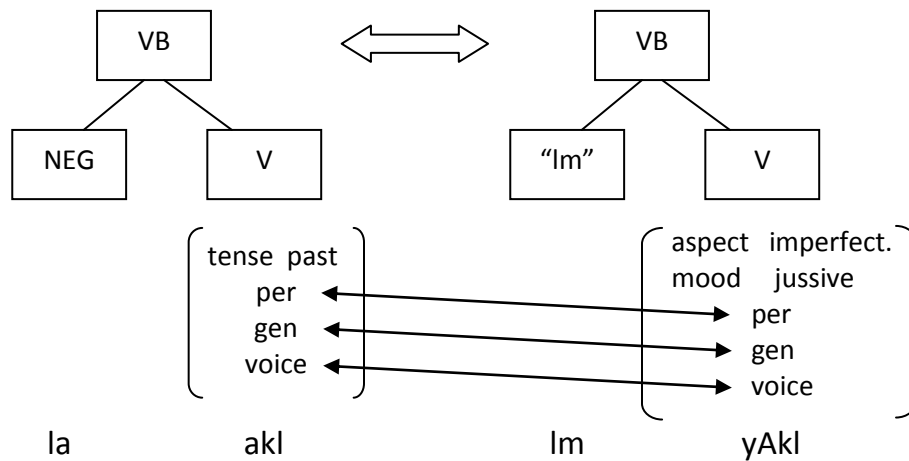 VB VB
NEG V “lm” V
tense past
per
gen
voice
aspect imperfect.
mood jussive
per
gen
voice
la akl lm yAkl